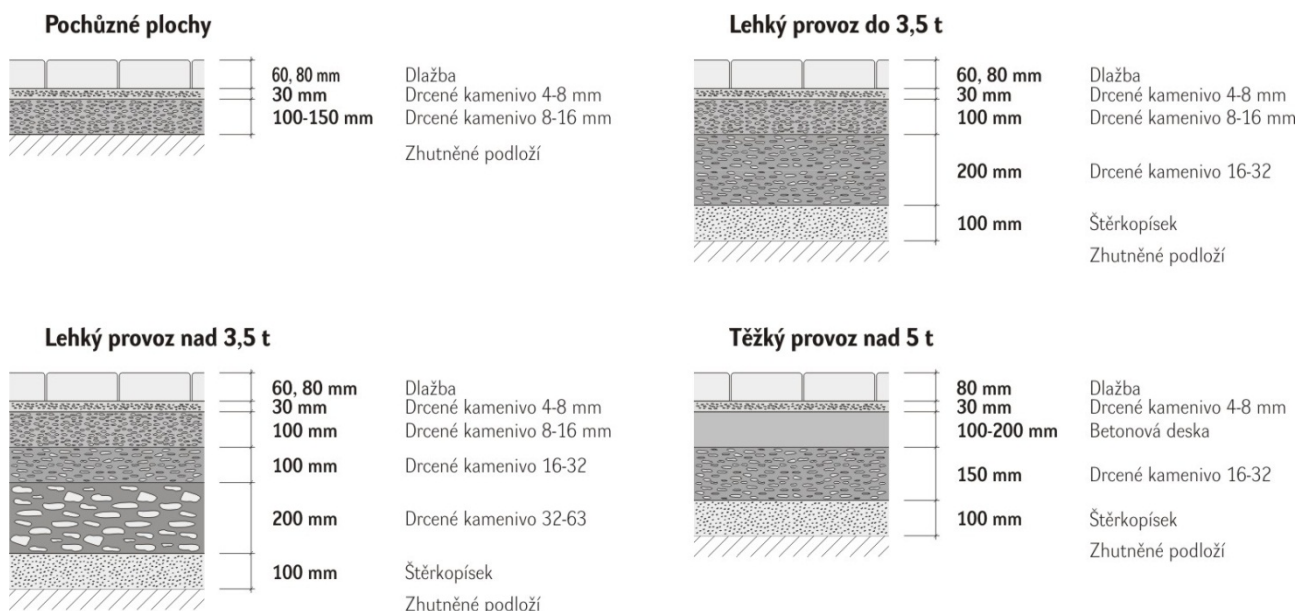 Pochůzné plochy
60, 80 mm Dlažba
30 mm Drcené kamenivo 4-8 mm
100-150 mm Drcené kamenivo 8-16 mm
Zhutněné podloží
Lehký provoz do 3,5 t
60, 80 mm Dlažba
30 mm Drcené kamenivo 4-8 mm
100 mm Drcené kamenivo 8-16 mm
200 mm Drcené kamenivo 16-32
100 mm Štěrkopísek
Zhutněné podloží
Lehký provoz nad 3,5 t
60, 80 mm Dlažba
30 mm Drcené kamenivo 4-8 mm
100 mm Drcené kamenivo 8-16 mm
100 mm Drcené kamenivo 16-32
200 mm Drcené kamenivo 32-63
100 mm Štěrkopísek
Zhutněné podloží
Těžký provoz nad 5 t
80 mm Dlažba
30 mm Drcené kamenivo 4-8 mm
100-200 mm Betonová deska
150 mm Drcené kamenivo 16-32
100 mm Štěrkopísek
Zhutněné podloží